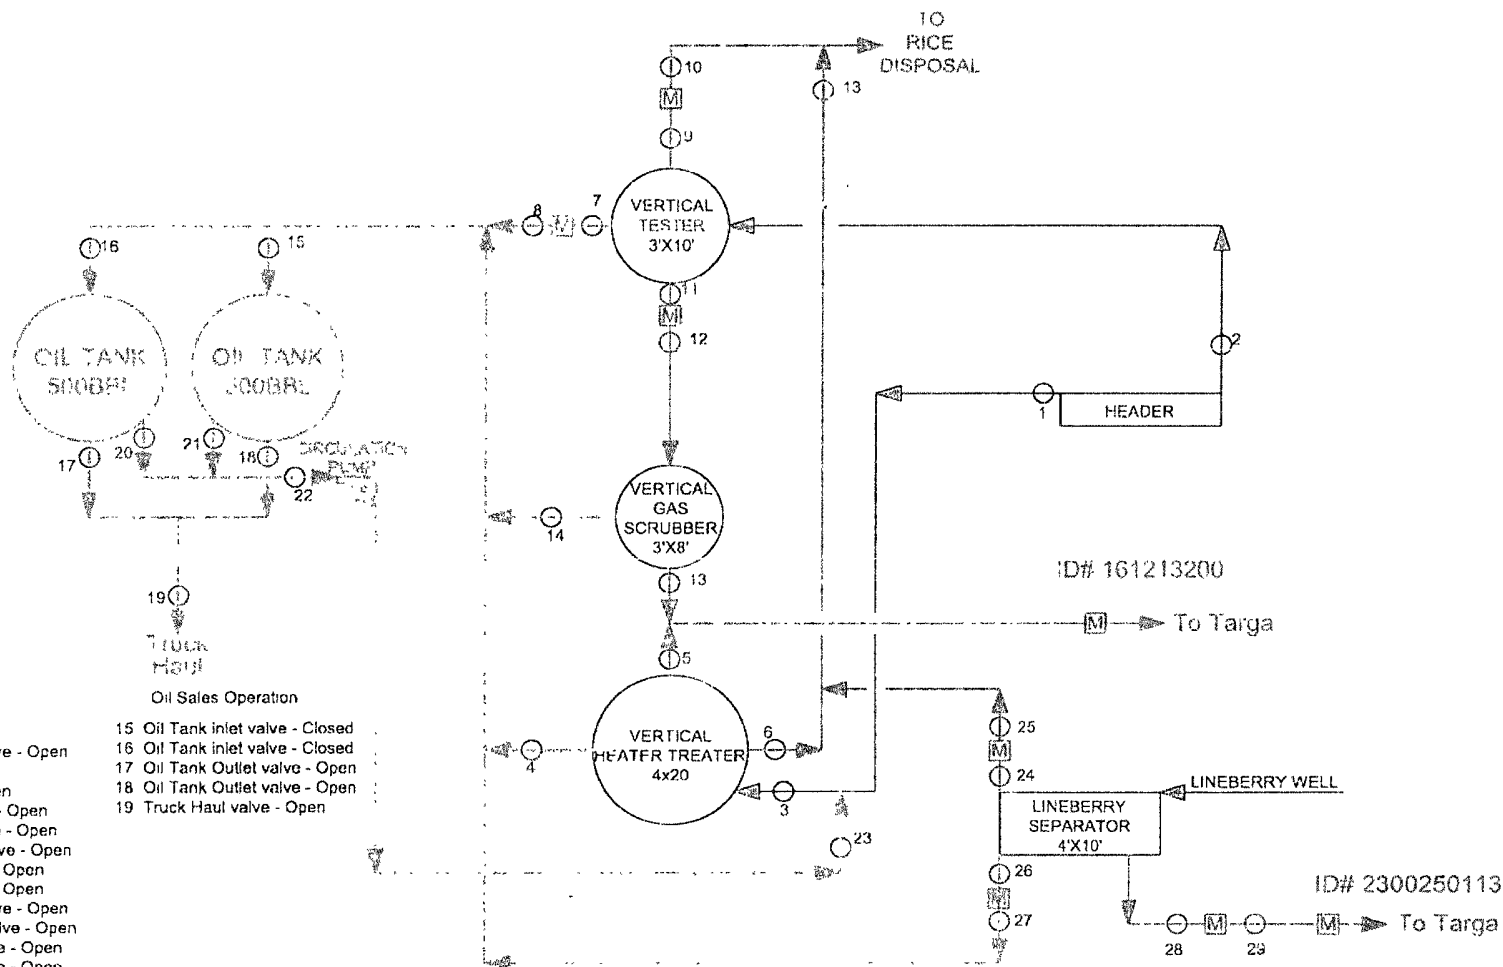 TO
RICE
DISPOSAL
10
13
M
9
8
M
7
VERTICAL
TESTER
3'X10'
16
15
11
M
12
2
OIL TANK
500BBL
OIL TANK
1
HEADER
17
20
21
18
22
CIRCULATION
PUMP
VERTICAL
GAS
SCRUBBER
3'X8'
14
13
ID# 161213200
M
To Targa
19
Truck
Haul
5
Oil Sales Operation
15 Oil Tank inlet valve - Closed
16 Oil Tank inlet valve - Closed
17 Oil Tank Outlet valve - Open
18 Oil Tank Outlet valve - Open
19 Truck Haul valve - Open
VERTICAL
HEATER TREATER
4x20
4
6
3
23
25
M
24
LINEBERRY WELL
LINEBERRY
SEPARATOR
4'X10'
26
M
27
ID# 2300250113
28
M
29
M
To Targa
- Open
- Open
- Open
- Open
- Open
- Open
- Open
- Open
- Open